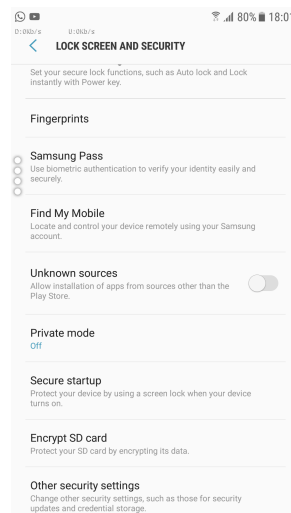 80% 18:01
D:0Kb/s U:0Kb/s
LOCK SCREEN AND SECURITY
Set your secure lock functions, such as Auto lock and Lock
instantly with Power key.
Fingerprints
Samsung Pass
Use biometric authentication to verify your identity easily and
securely.
Find My Mobile
Locate and control your device remotely using your Samsung
account.
Unknown sources
Allow installation of apps from sources other than the
Play Store.
Private mode
Off
Secure startup
Protect your device by using a screen lock when your device
turns on.
Encrypt SD card
Protect your SD card by encrypting its data.
Other security settings
Change other security settings, such as those for security
updates and credential storage.